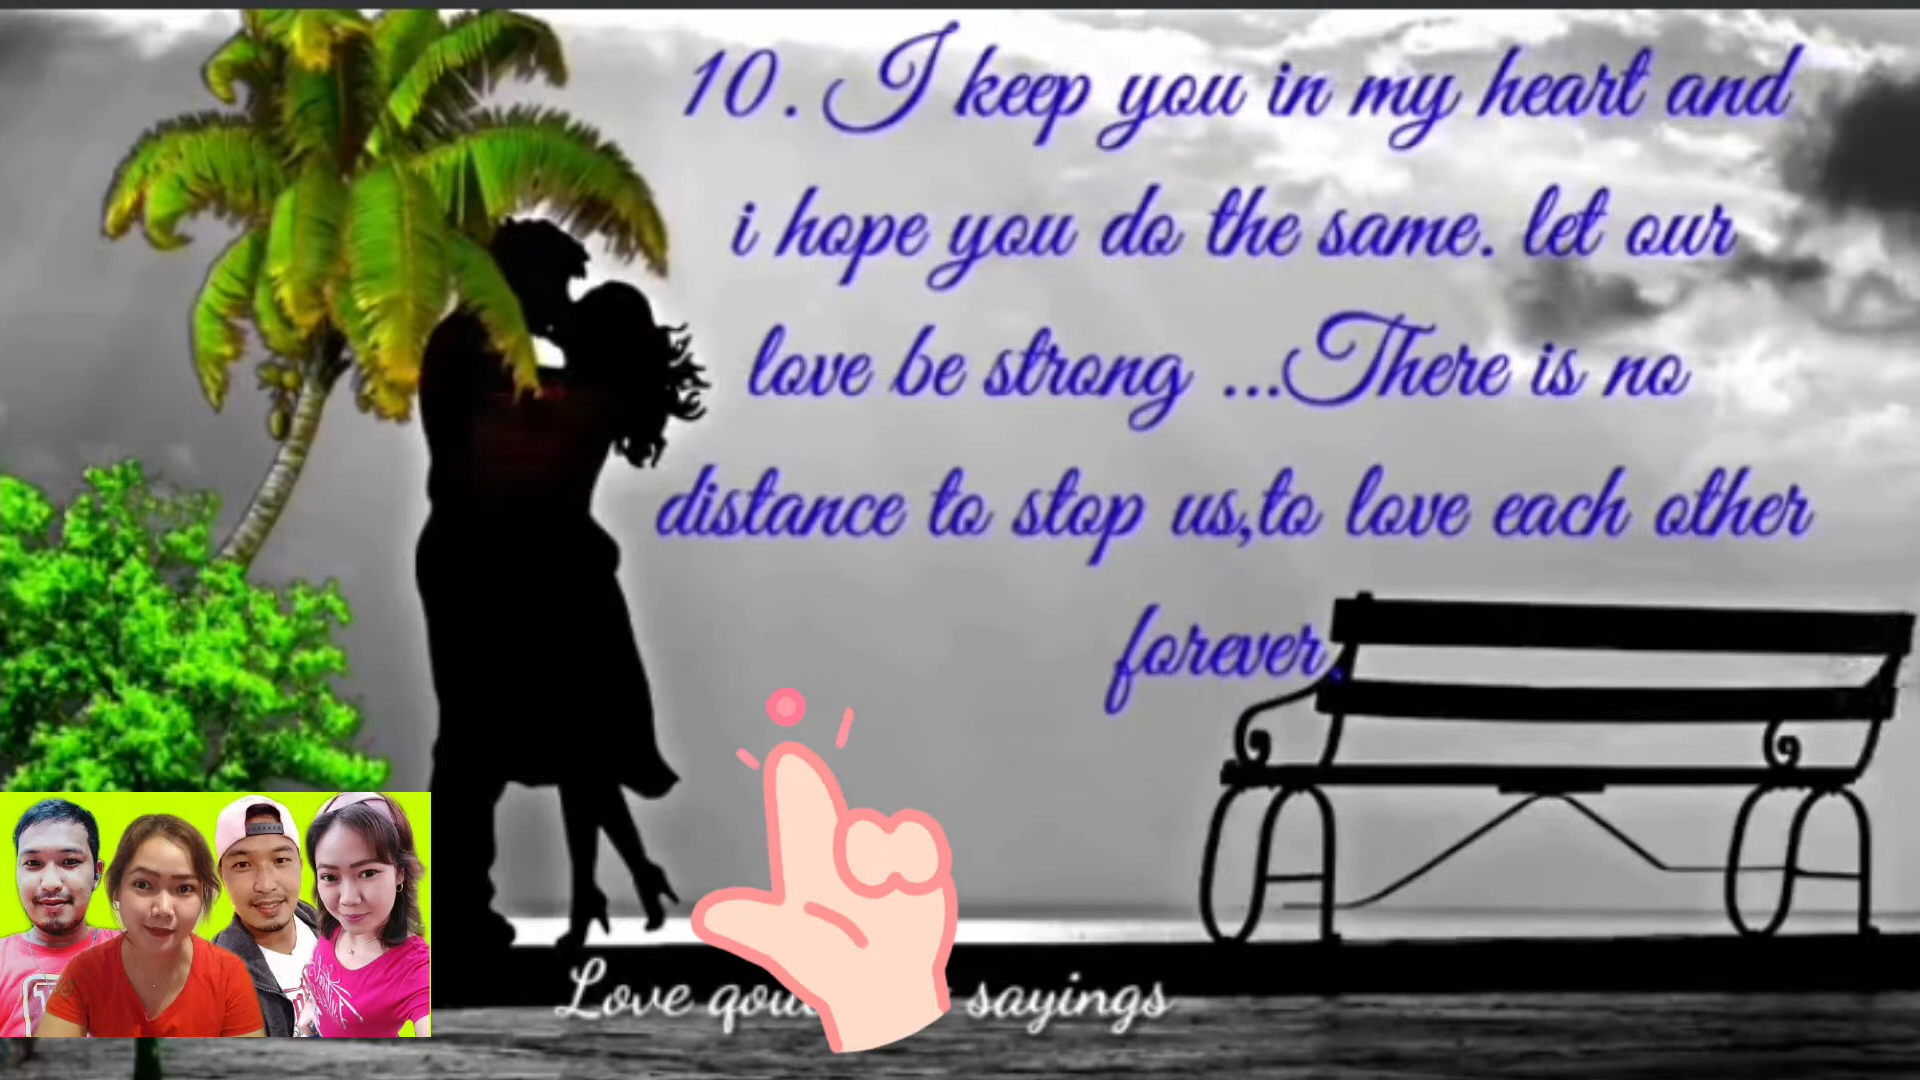 10. I keep you in my heart and
i hope you do the same. let our
love be strong ...There is no
distance to stop us,to love each other
forever.
Love sayings